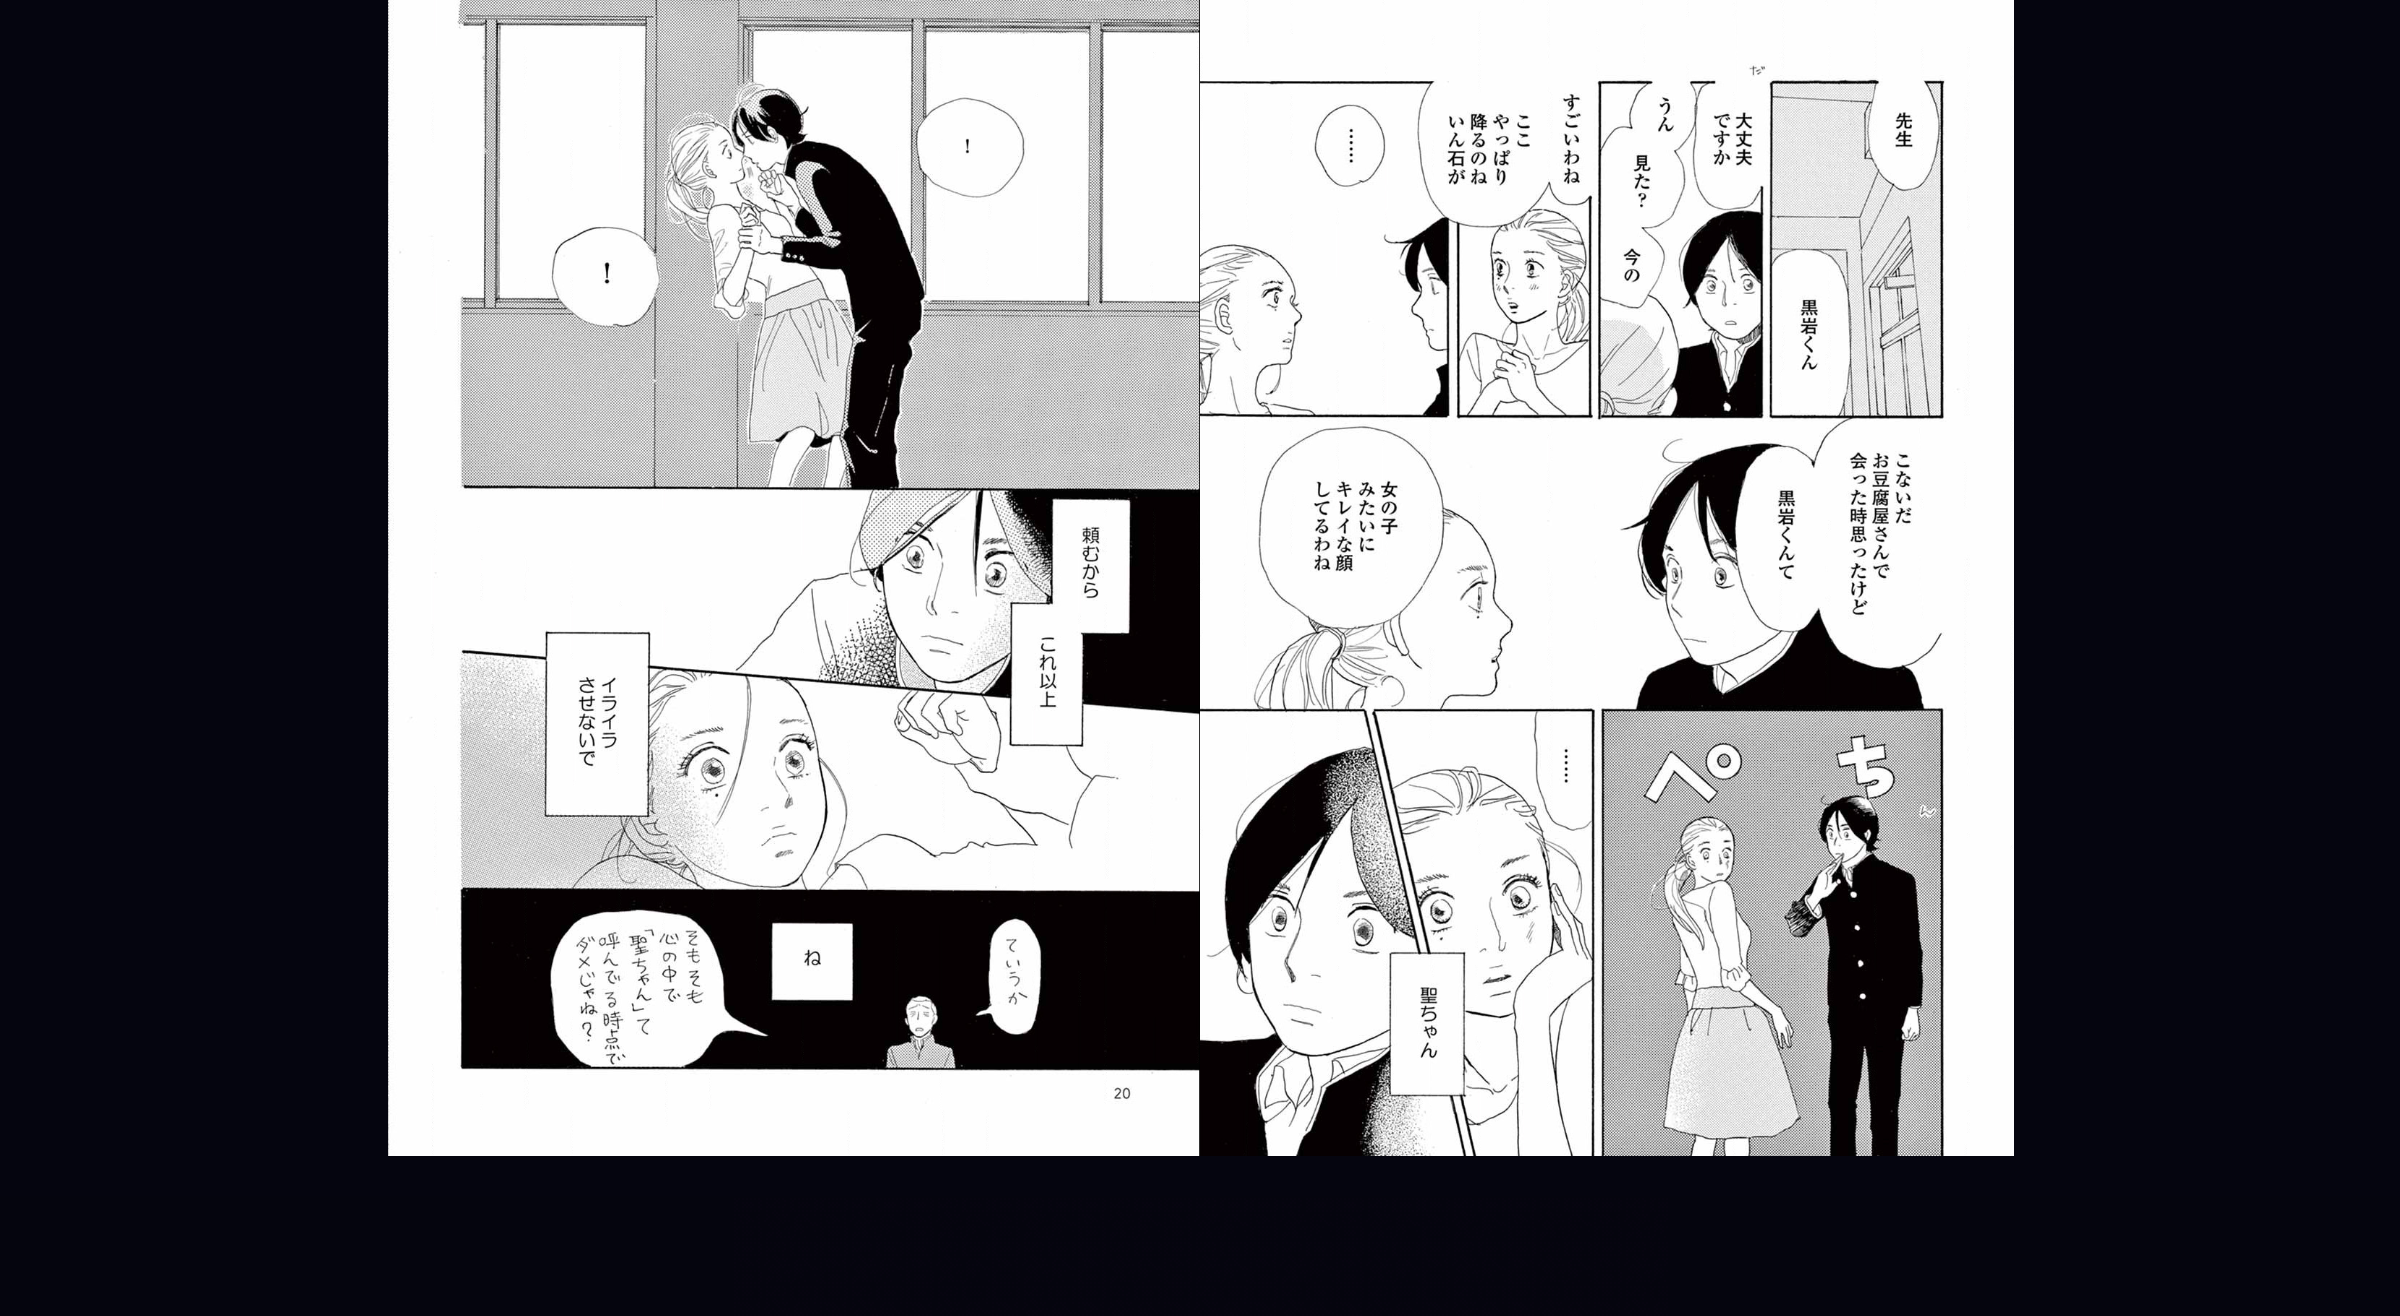 だ
先生
黒岩くん
大丈夫
ですか
うん
見た?
今の
すごいわね
ここ
やっぱり
降るのね
いん石が
……
こないだ
お豆腐屋さんで
会った時思ったけど
黒岩くんて
女の子
みたいに
キレイな顔
してるわね
ぺち
ん
……
聖ちゃん
!
!
頼むから
これ以上
イライラ
させないで
ていうか
ね
そもそも
心の中で
「聖ちゃん」て
呼んでる時点で
ダメじゃね?
20